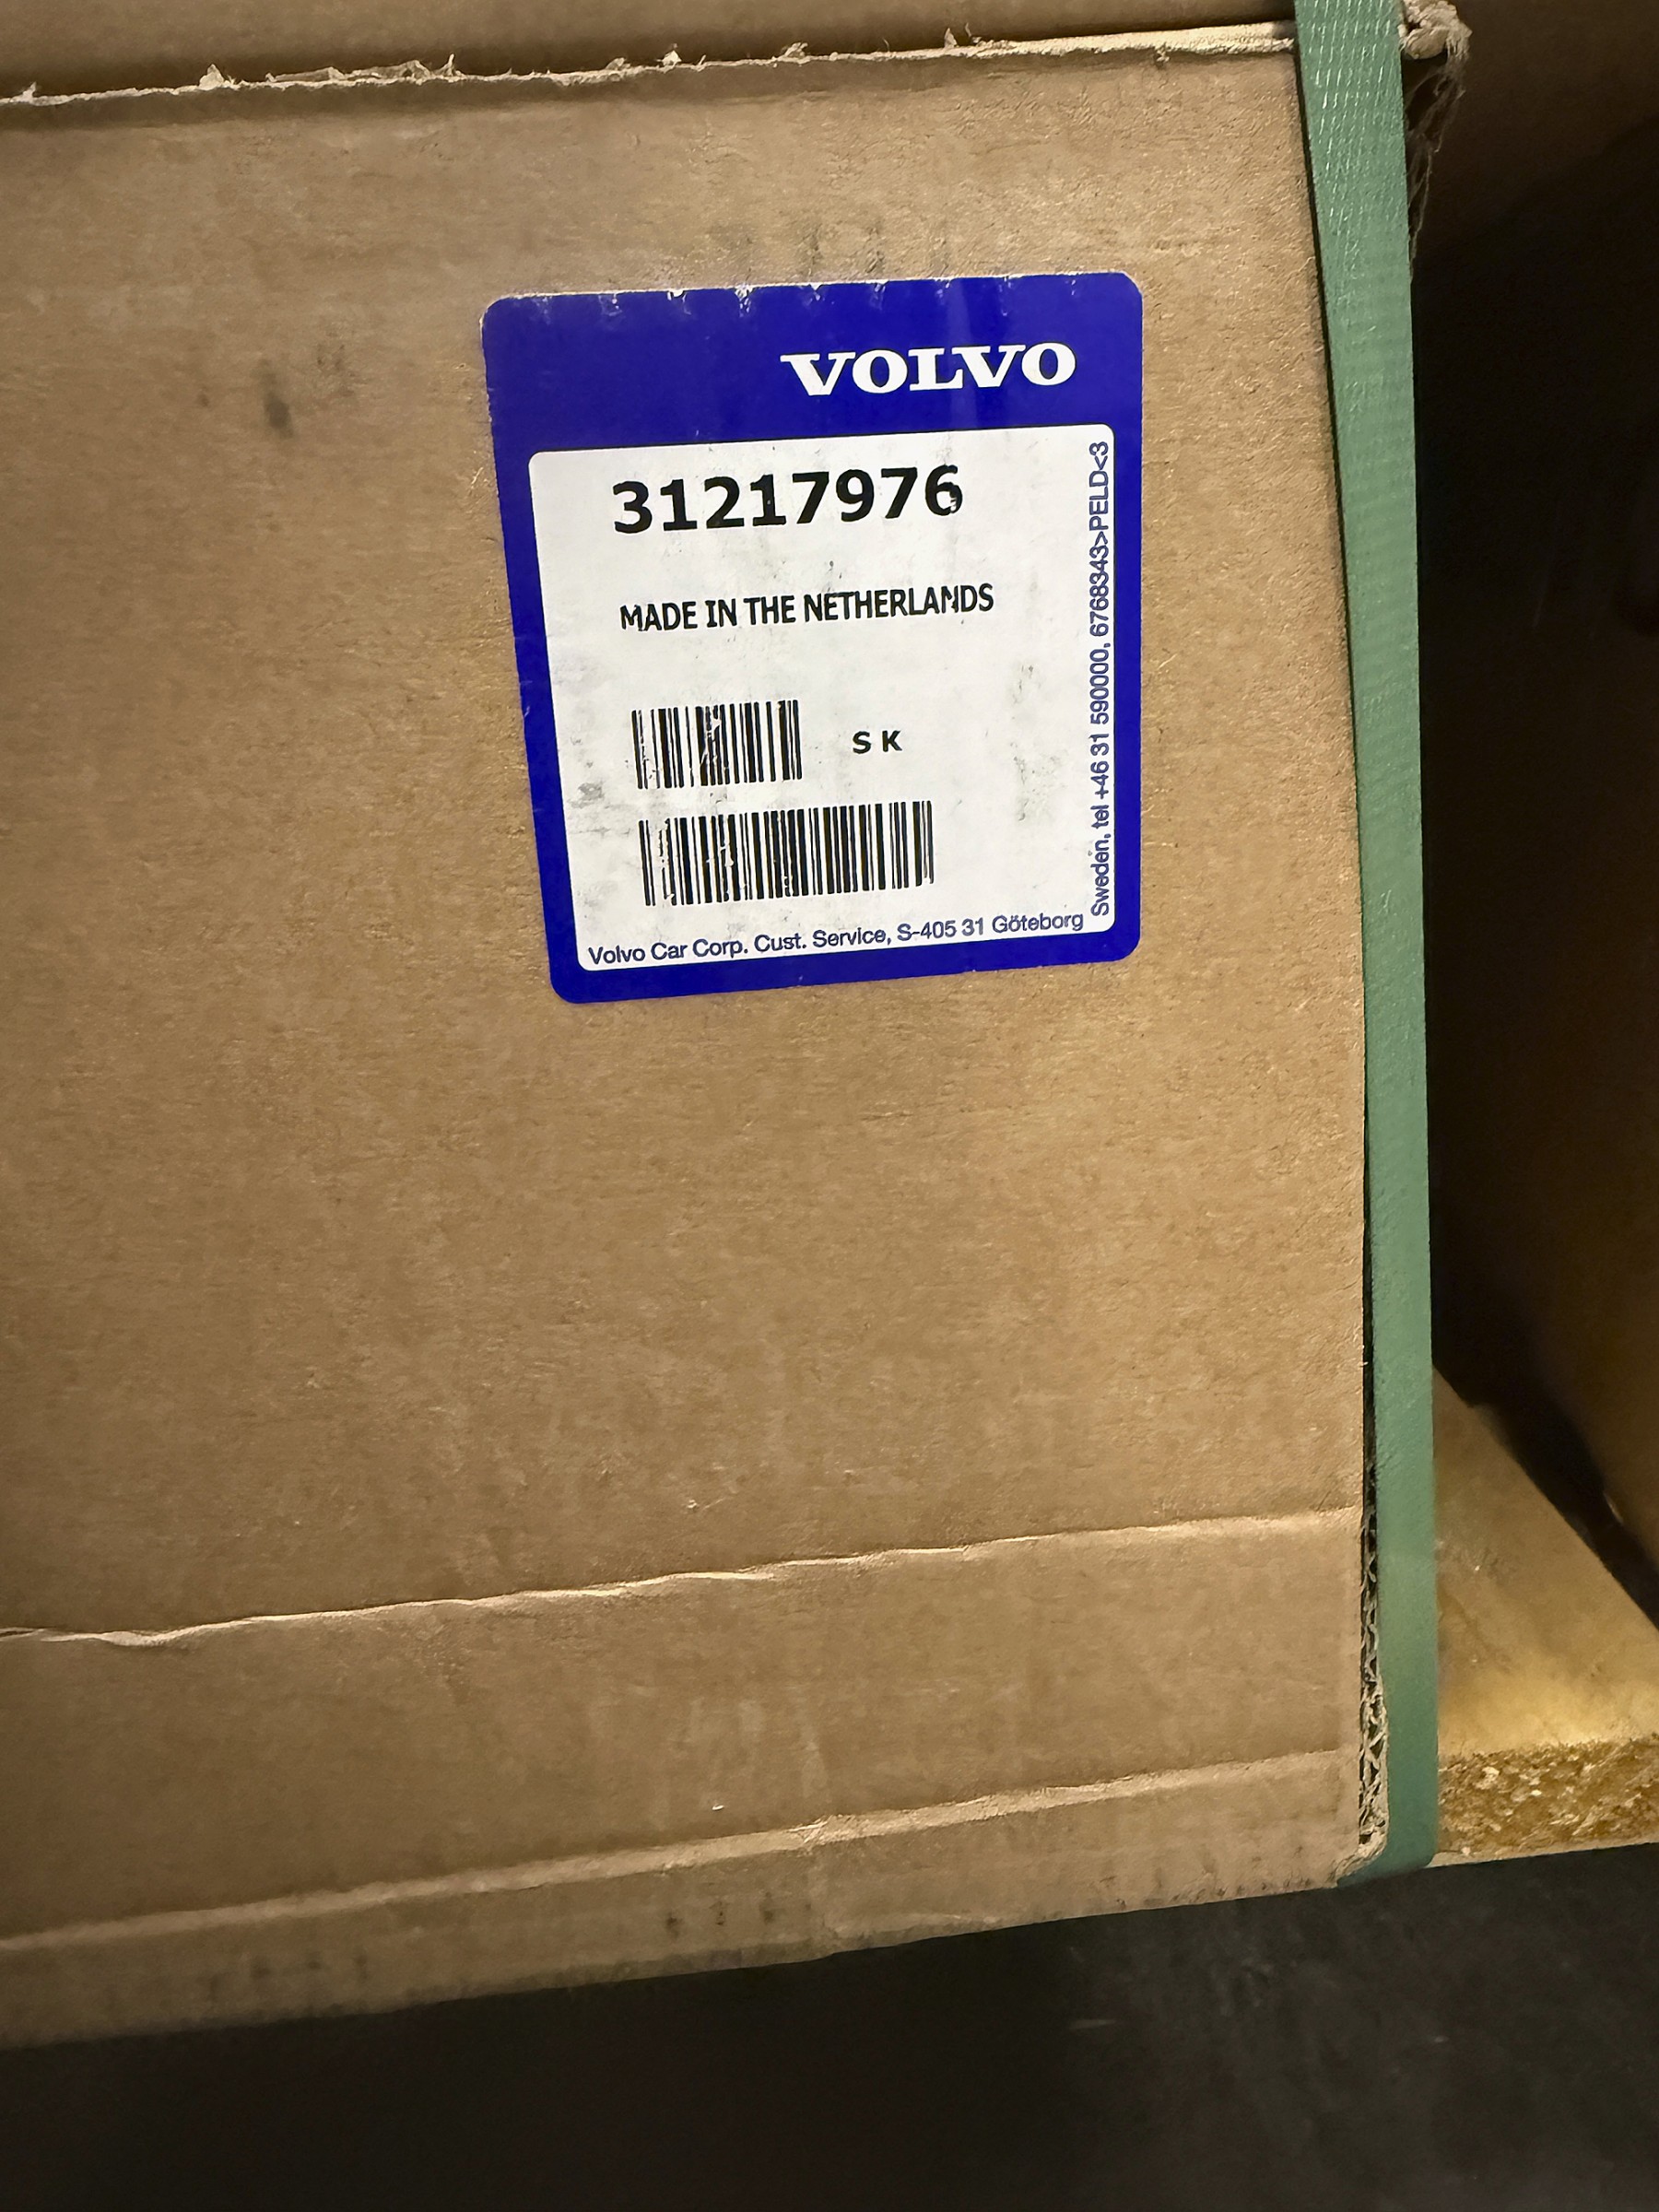 VOLVO
31217976
MADE IN THE NETHERLANDS
S K
Volvo Car Corp. Cust. Service, S-405 31 Göteborg
Sweden, tel +46 31 590000, 6768343>PELD<3